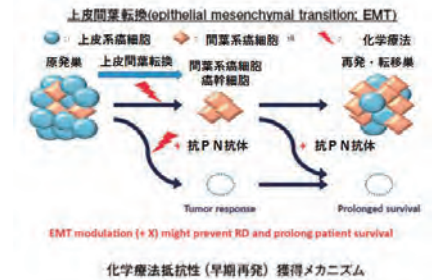 上皮間葉転換(epithelial mesenchymal transition; EMT)
: 上皮系癌細胞 : 間葉系癌細胞 : 化学療法
原発巣 上皮間葉転換 間葉系癌細胞 再発・転移巣
癌幹細胞
+ 抗PN抗体 + 抗PN抗体
Tumor response Prolonged survival
EMT modulation (+ X) might prevent RD and prolong patient survival
化学療法抵抗性 (早期再発) 獲得メカニズム